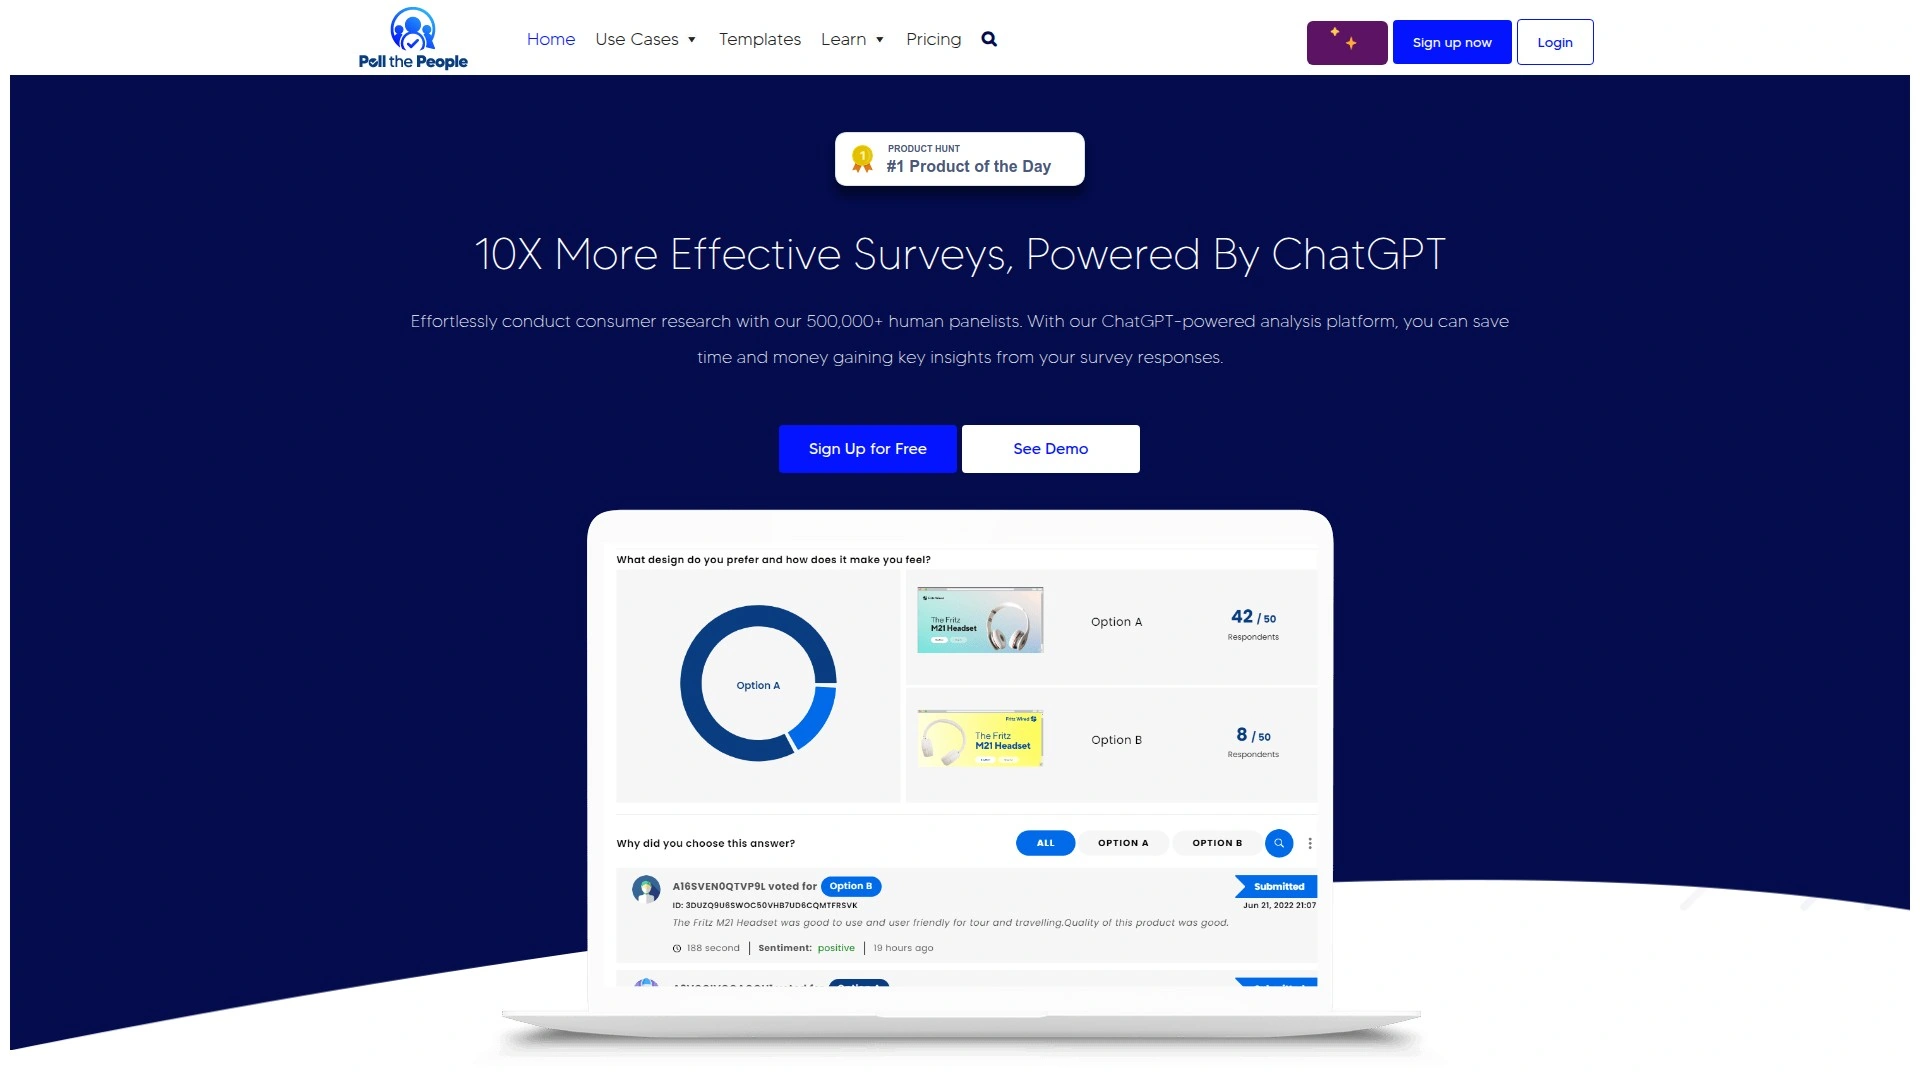 Poll the People
Home
Use Cases
Templates
Learn
Pricing
Sign up now
Login
PRODUCT HUNT
1
#1 Product of the Day
10X More Effective Surveys, Powered By ChatGPT
Effortlessly conduct consumer research with our 500,000+ human panelists. With our ChatGPT-powered analysis platform, you can save
time and money gaining key insights from your survey responses.
Sign Up for Free
See Demo
What design do you prefer and how does it make you feel?
Option A
The Fritz
M21 Headset
Option A
42 / 50
Respondents
Fritz Wired
The Fritz
M21 Headset
Option B
8 / 50
Respondents
Why did you choose this answer?
ALL
OPTION A
OPTION B
A16SVEN0QTVP9L voted for Option B
Submitted
ID: 3DUZQ9U6SWOC50VHB7UD6CQMTFRSVK
Jun 21, 2022 21:07
The Fritz M21 Headset was good to use and user friendly for tour and travelling.Quality of this product was good.
188 second | Sentiment: positive | 19 hours ago